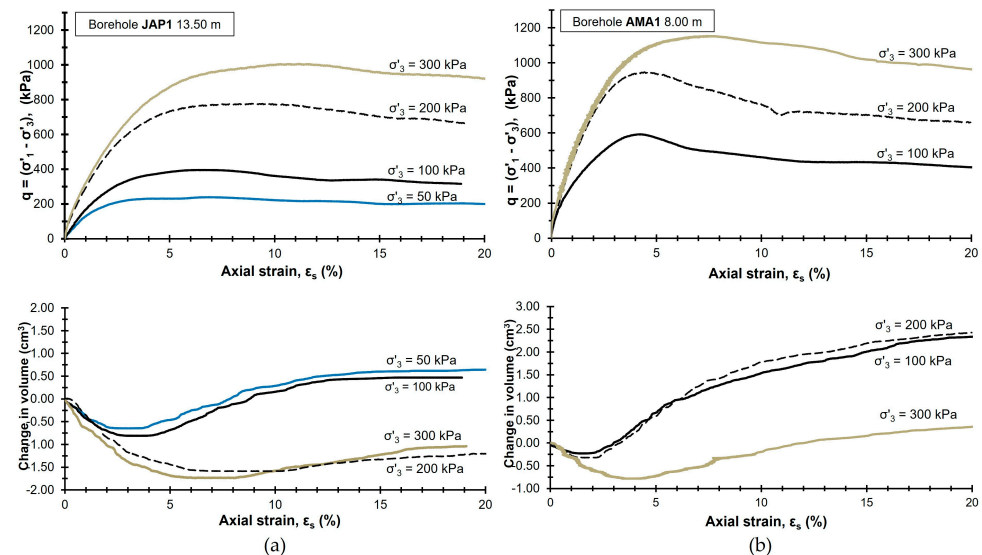 Borehole JAP1 13.50 m
1200
1000
800
600
400
200
0
q = (σ'₁ - σ'₃), (kPa)
σ'₃ = 300 kPa
σ'₃ = 200 kPa
σ'₃ = 100 kPa
σ'₃ = 50 kPa
0 5 10 15 20
Axial strain, εₛ (%)
Borehole AMA1 8.00 m
1200
1000
800
600
400
200
0
q = (σ'₁ - σ'₃), (kPa)
σ'₃ = 300 kPa
σ'₃ = 200 kPa
σ'₃ = 100 kPa
0 5 10 15 20
Axial strain, εₛ (%)
2.00
1.50
1.00
0.50
0.00
-0.50
-1.00
-1.50
-2.00
Change in volume (cm³)
σ'₃ = 50 kPa
σ'₃ = 100 kPa
σ'₃ = 300 kPa
σ'₃ = 200 kPa
0 5 10 15 20
Axial strain, εₛ (%)
(a)
3.00
2.50
2.00
1.50
1.00
0.50
0.00
-0.50
-1.00
Change in volume (cm³)
σ'₃ = 200 kPa
σ'₃ = 100 kPa
σ'₃ = 300 kPa
0 5 10 15 20
Axial strain, εₛ (%)
(b)